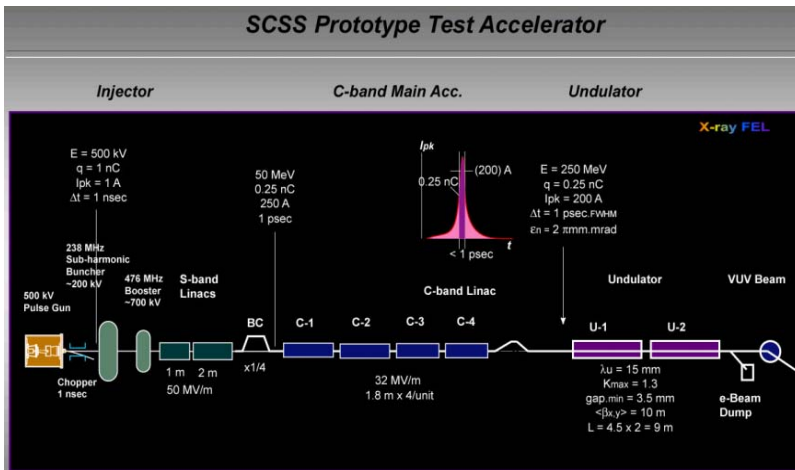 SCSS Prototype Test Accelerator
Injector
C-band Main Acc.
Undulator
X-ray FEL
E = 500 kV
q = 1 nC
Ipk = 1 A
Δt = 1 nsec
50 MeV
0.25 nC
250 A
1 psec
Ipk
(200) A
0.25 nC
t
< 1 psec
E = 250 MeV
q = 0.25 nC
Ipk = 200 A
Δt = 1 psec.FWHM
εn = 2 πmm.mrad
238 MHz
Sub-harmonic
Buncher
~200 kV
476 MHz
Booster
~700 kV
S-band
Linacs
C-band Linac
Undulator
VUV Beam
500 kV
Pulse Gun
BC
C-1
C-2
C-3
C-4
U-1
U-2
Chopper
1 nsec
1 m
2 m
50 MV/m
x1/4
32 MV/m
1.8 m x 4/unit
λu = 15 mm
Kmax = 1.3
gap.min = 3.5 mm
<βx,y> = 10 m
L = 4.5 x 2 = 9 m
e-Beam
Dump